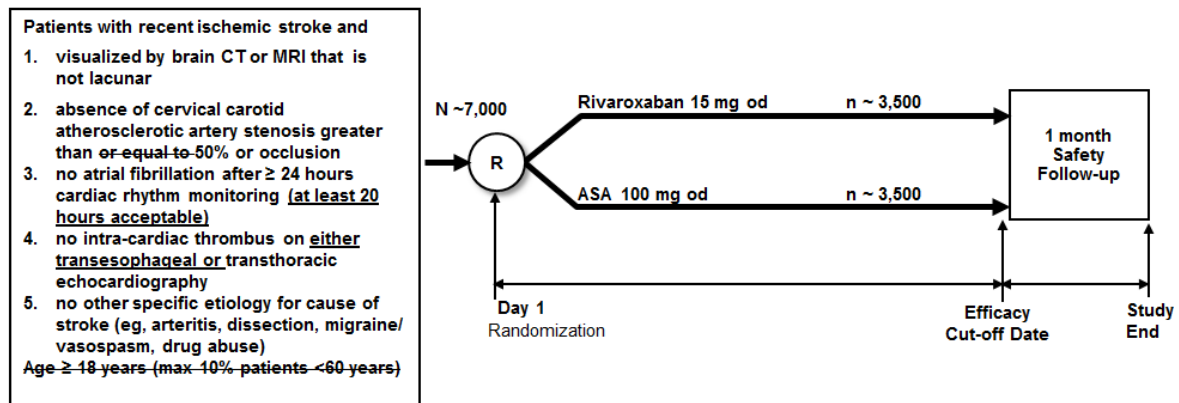 Patients with recent ischemic stroke and
1. visualized by brain CT or MRI that is
not lacunar
2. absence of cervical carotid
atherosclerotic artery stenosis greater
than or equal to 50% or occlusion
3. no atrial fibrillation after ≥ 24 hours
cardiac rhythm monitoring (at least 20
hours acceptable)
4. no intra-cardiac thrombus on either
transesophageal or transthoracic
echocardiography
5. no other specific etiology for cause of
stroke (eg, arteritis, dissection, migraine/
vasospasm, drug abuse)
Age ≥ 18 years (max 10% patients <60 years)
N ~7,000
R
Rivaroxaban 15 mg od n ~ 3,500
ASA 100 mg od n ~ 3,500
1 month
Safety
Follow-up
Day 1
Randomization
Efficacy
Cut-off Date
Study
End